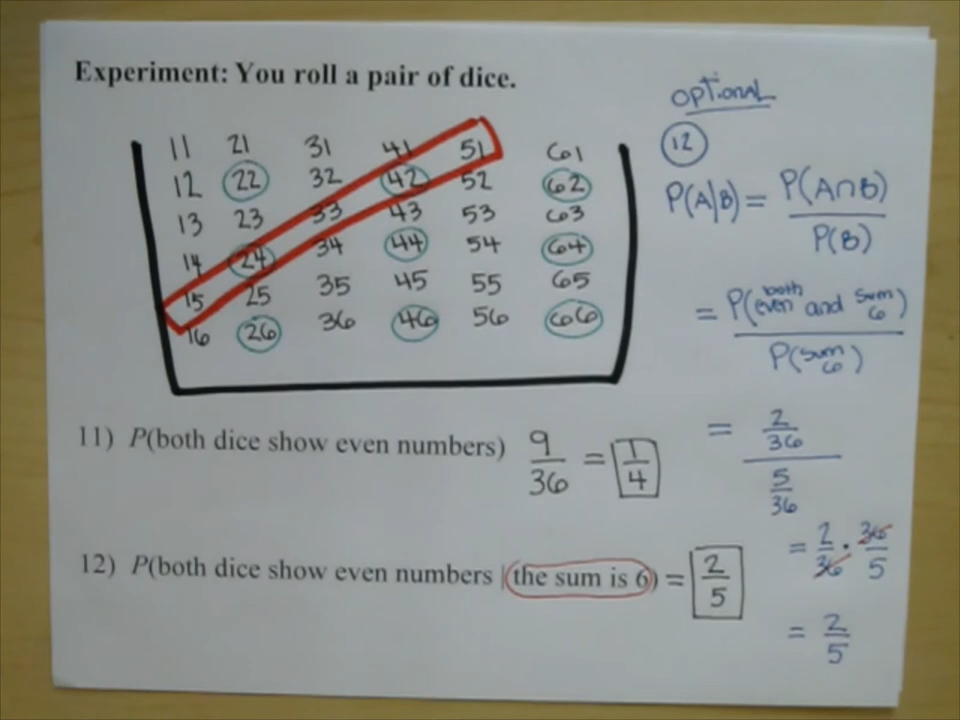 Experiment: You roll a pair of dice.
11 21 31 41 51 61
12 22 32 42 52 62
13 23 33 43 53 63
14 24 34 44 54 64
15 25 35 45 55 65
16 26 36 46 56 66
11) P(both dice show even numbers) 9/36 = 1/4
12) P(both dice show even numbers | the sum is 6) = 2/5
OPTIONAL
12
P(A|B) = P(A∩B)
P(B)
= P(both even and sum 6)
P(sum 6)
= 2/36
5/36
= 2/36 · 36/5
= 2/5